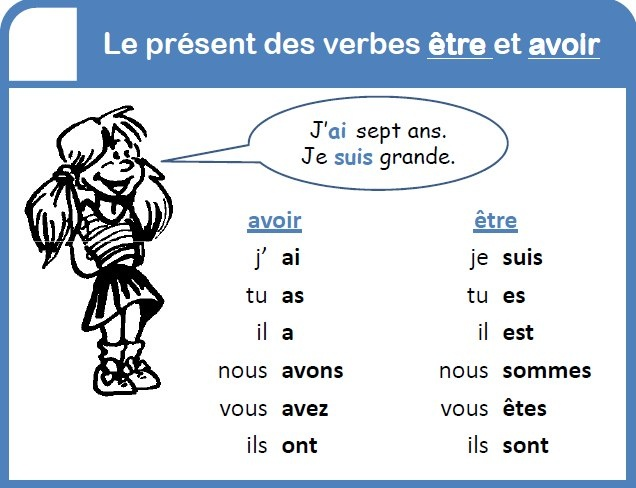 Le présent des verbes être et avoir
J'ai sept ans.
Je suis grande.
avoir
j' ai
tu as
il a
nous avons
vous avez
ils ont
être
je suis
tu es
il est
nous sommes
vous êtes
ils sont